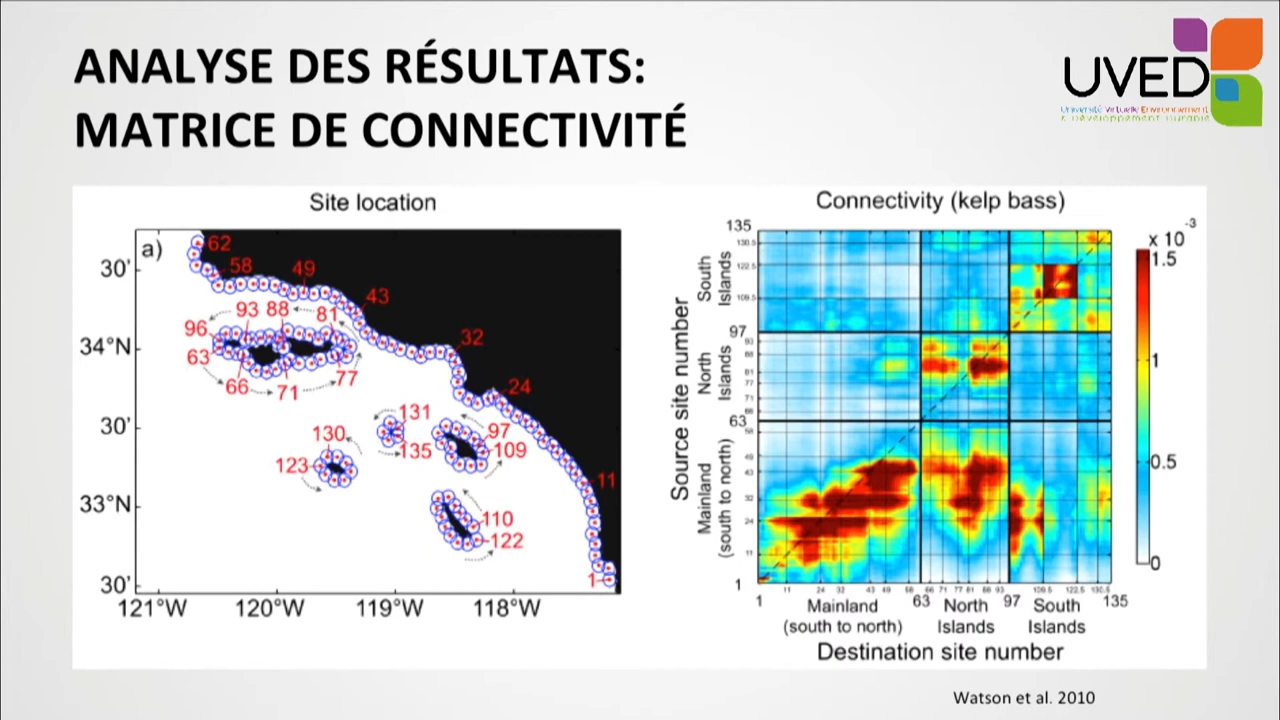 ANALYSE DES RÉSULTATS:
MATRICE DE CONNECTIVITÉ
UVED
Université Virtuelle Environnement
& développement durable
Site location
a)
62
58
49
43
93 88 81
96
63
66
71
77
32
24
131
130
97
135
109
123
11
110
122
1
30'
34°N
30'
33°N
30'
121°W 120°W 119°W 118°W
Connectivity (kelp bass)
Source site number
South
Islands
North
Islands
Mainland
(south to north)
135
130.5
122.5
109.5
97
93
88
81
77
71
66
63
58
49
43
32
24
11
1
11 24 32 43 49 58 66 71 77 81 88 93 109.5 122.5 130.5
1 63 97 135
Mainland
(south to north)
North
Islands
South
Islands
Destination site number
x 10
-3
1.5
1
0.5
0
Watson et al. 2010